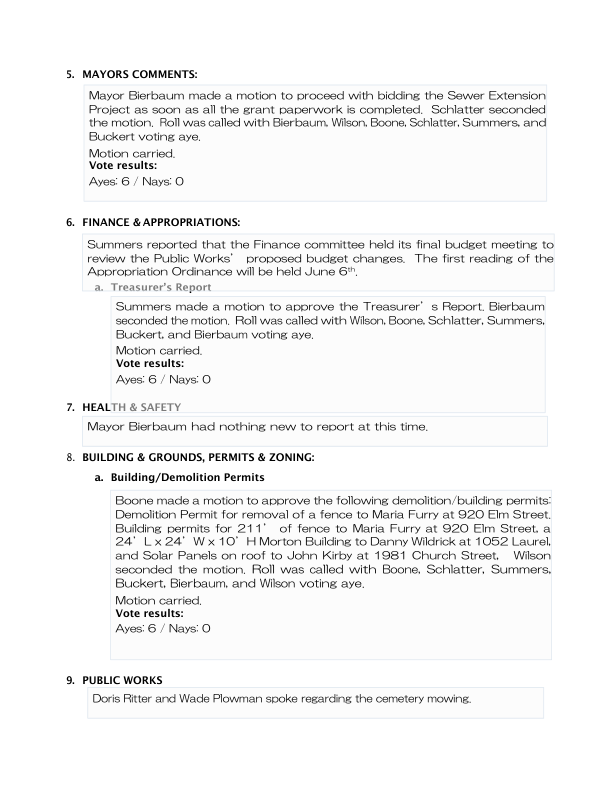 5. MAYORS COMMENTS:
Mayor Bierbaum made a motion to proceed with bidding the Sewer Extension
Project as soon as all the grant paperwork is completed. Schlatter seconded
the motion. Roll was called with Bierbaum, Wilson, Boone, Schlatter, Summers, and
Buckert voting aye.
Motion carried.
Vote results:
Ayes: 6 / Nays: 0
6. FINANCE & APPROPRIATIONS:
Summers reported that the Finance committee held its final budget meeting to
review the Public Works’ proposed budget changes. The first reading of the
Appropriation Ordinance will be held June 6th.
a. Treasurer’s Report
Summers made a motion to approve the Treasurer’s Report. Bierbaum
seconded the motion. Roll was called with Wilson, Boone, Schlatter, Summers,
Buckert, and Bierbaum voting aye.
Motion carried.
Vote results:
Ayes: 6 / Nays: 0
7. HEALTH & SAFETY
Mayor Bierbaum had nothing new to report at this time.
8. BUILDING & GROUNDS, PERMITS & ZONING:
a. Building/Demolition Permits
Boone made a motion to approve the following demolition/building permits:
Demolition Permit for removal of a fence to Maria Furry at 920 Elm Street,
Building permits for 211’ of fence to Maria Furry at 920 Elm Street, a
24’ L x 24’ W x 10’ H Morton Building to Danny Wildrick at 1052 Laurel,
and Solar Panels on roof to John Kirby at 1981 Church Street, Wilson
seconded the motion. Roll was called with Boone, Schlatter, Summers,
Buckert, Bierbaum, and Wilson voting aye.
Motion carried.
Vote results:
Ayes: 6 / Nays: 0
9. PUBLIC WORKS
Doris Ritter and Wade Plowman spoke regarding the cemetery mowing.